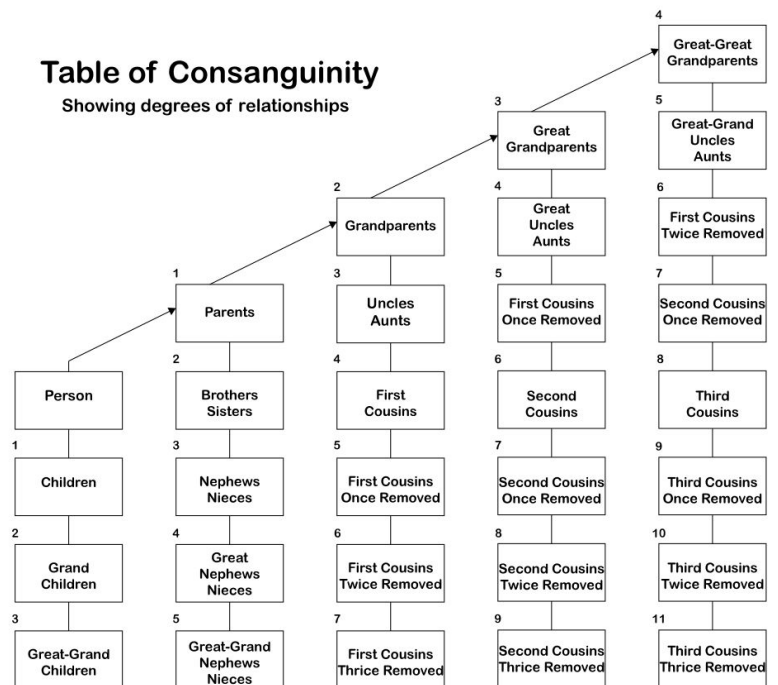 Table of Consanguinity
Showing degrees of relationships
4
Great-Great
Grandparents
3
Great
Grandparents
5
Great-Grand
Uncles
Aunts
2
Grandparents
4
Great
Uncles
Aunts
6
First Cousins
Twice Removed
1
Parents
3
Uncles
Aunts
5
First Cousins
Once Removed
7
Second Cousins
Once Removed
Person
2
Brothers
Sisters
4
First
Cousins
6
Second
Cousins
8
Third
Cousins
1
Children
3
Nephews
Nieces
5
First Cousins
Once Removed
7
Second Cousins
Once Removed
9
Third Cousins
Once Removed
2
Grand
Children
4
Great
Nephews
Nieces
6
First Cousins
Twice Removed
8
Second Cousins
Twice Removed
10
Third Cousins
Twice Removed
3
Great-Grand
Children
5
Great-Grand
Nephews
Nieces
7
First Cousins
Thrice Removed
9
Second Cousins
Thrice Removed
11
Third Cousins
Thrice Removed